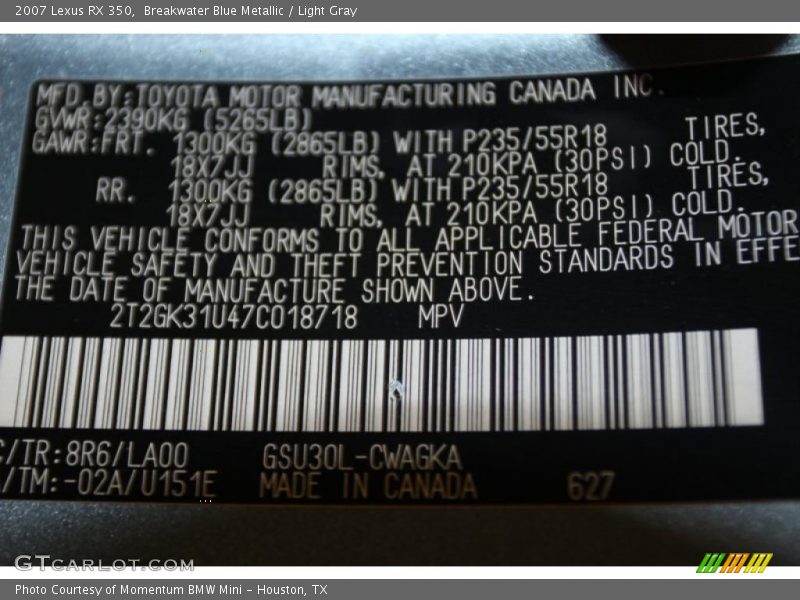 2007 Lexus RX 350, Breakwater Blue Metallic / Light Gray
MFD.BY:TOYOTA MOTOR MANUFACTURING CANADA INC.
GVWR:2390KG (5265LB)
GAWR:FRT. 1300KG (2865LB) WITH P235/55R18 TIRES,
18X7JJ RIMS, AT 210KPA (30PSI) COLD.
RR. 1300KG (2865LB) WITH P235/55R18 TIRES,
18X7JJ RIMS, AT 210KPA (30PSI) COLD.
THIS VEHICLE CONFORMS TO ALL APPLICABLE FEDERAL MOTOR
VEHICLE SAFETY AND THEFT PREVENTION STANDARDS IN EFFE
THE DATE OF MANUFACTURE SHOWN ABOVE.
2T2GK31U47C018718 MPV
C/TR:8R6/LA00 GSU30L-CWAGKA
/TM:-02A/U151E MADE IN CANADA 627
GTCARLOT.COM
Photo Courtesy of Momentum BMW Mini - Houston, TX